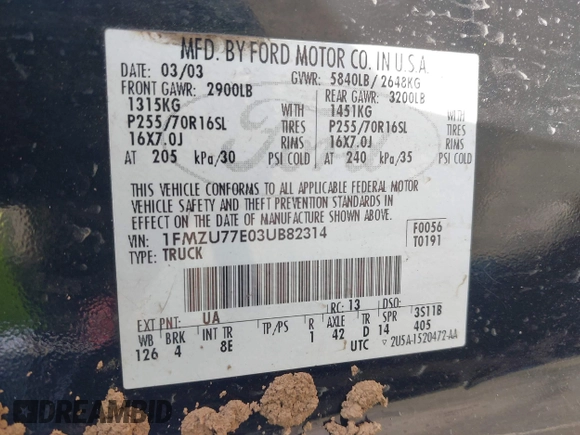 MFD. BY FORD MOTOR CO. IN U.S.A.
DATE: 03/03 GVWR: 5840LB/ 2648KG
FRONT GAWR: 2900LB REAR GAWR: 3200LB
1315KG WITH 1451KG WITH
P255/70R16SL TIRES P255/70R16SL TIRES
16X7.0J RIMS 16X7.0J RIMS
AT 205 kPa/30 PSI COLD AT 240 kPa/35 PSI COLD
Ford
THIS VEHICLE CONFORMS TO ALL APPLICABLE FEDERAL MOTOR
VEHICLE SAFETY AND THEFT PREVENTION STANDARDS IN
EFFECT ON THE DATE OF MANUFACTURE SHOWN ABOVE.
VIN: 1FMZU77E03UB82314 F0056
TYPE: TRUCK T0191
EXT PNT: UA RC: 13 DSO:
WB BRK INT TR TP/PS R AXLE TR SPR 3S11B
126 4 8E 1 42 D 14 405
UTC 2U5A-1520472-AA
DREAMBID